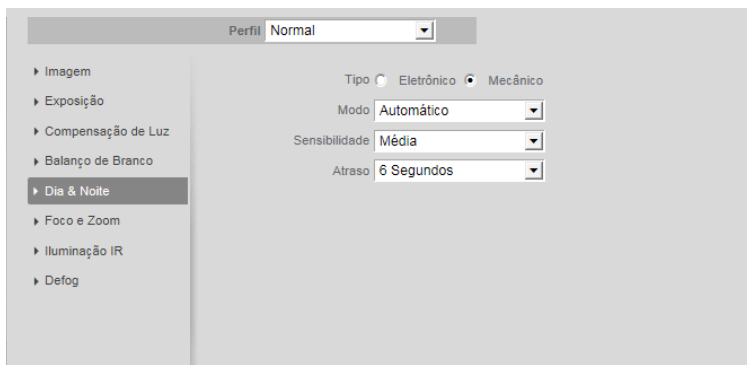 Perfil Normal
Imagem
Exposição
Compensação de Luz
Balanço de Branco
Dia & Noite
Foco e Zoom
Iluminação IR
Defog
Tipo Eletrônico Mecânico
Modo Automático
Sensibilidade Média
Atraso 6 Segundos